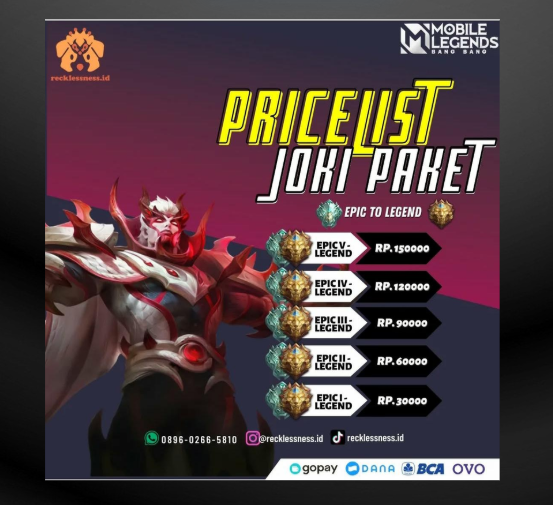 recklessness.id
MOBILE
LEGENDS
BANG BANG
PRICELIST
JOKI PAKET
EPIC TO LEGEND
EPIC V -
LEGEND
RP.150000
EPIC IV -
LEGEND
RP.120000
EPIC III -
LEGEND
RP.90000
EPIC II -
LEGEND
RP.60000
EPIC I -
LEGEND
RP.30000
0896-0266-5810 @recklessness.id recklessness.id
gopay DANA BCA OVO